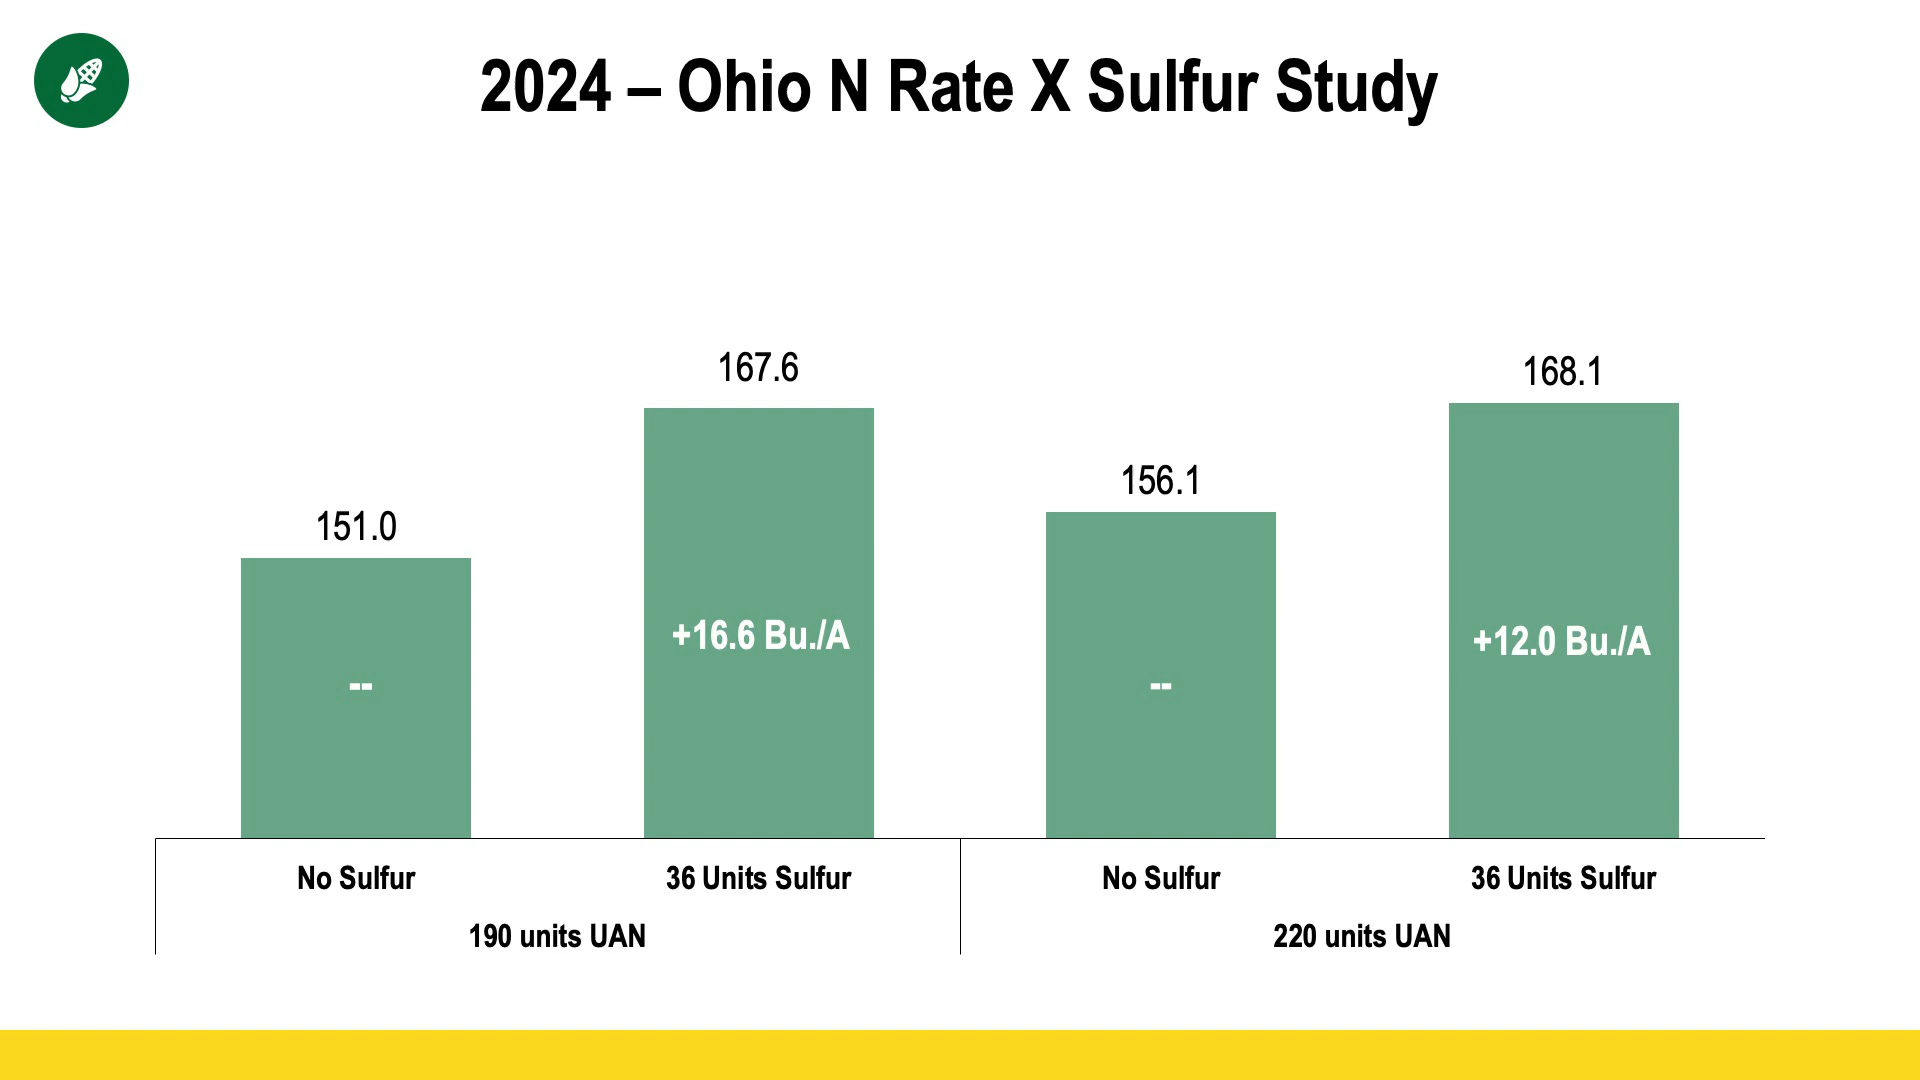 2024 – Ohio N Rate X Sulfur Study
151.0
167.6
156.1
168.1
--
+16.6 Bu./A
--
+12.0 Bu./A
No Sulfur
36 Units Sulfur
No Sulfur
36 Units Sulfur
190 units UAN
220 units UAN